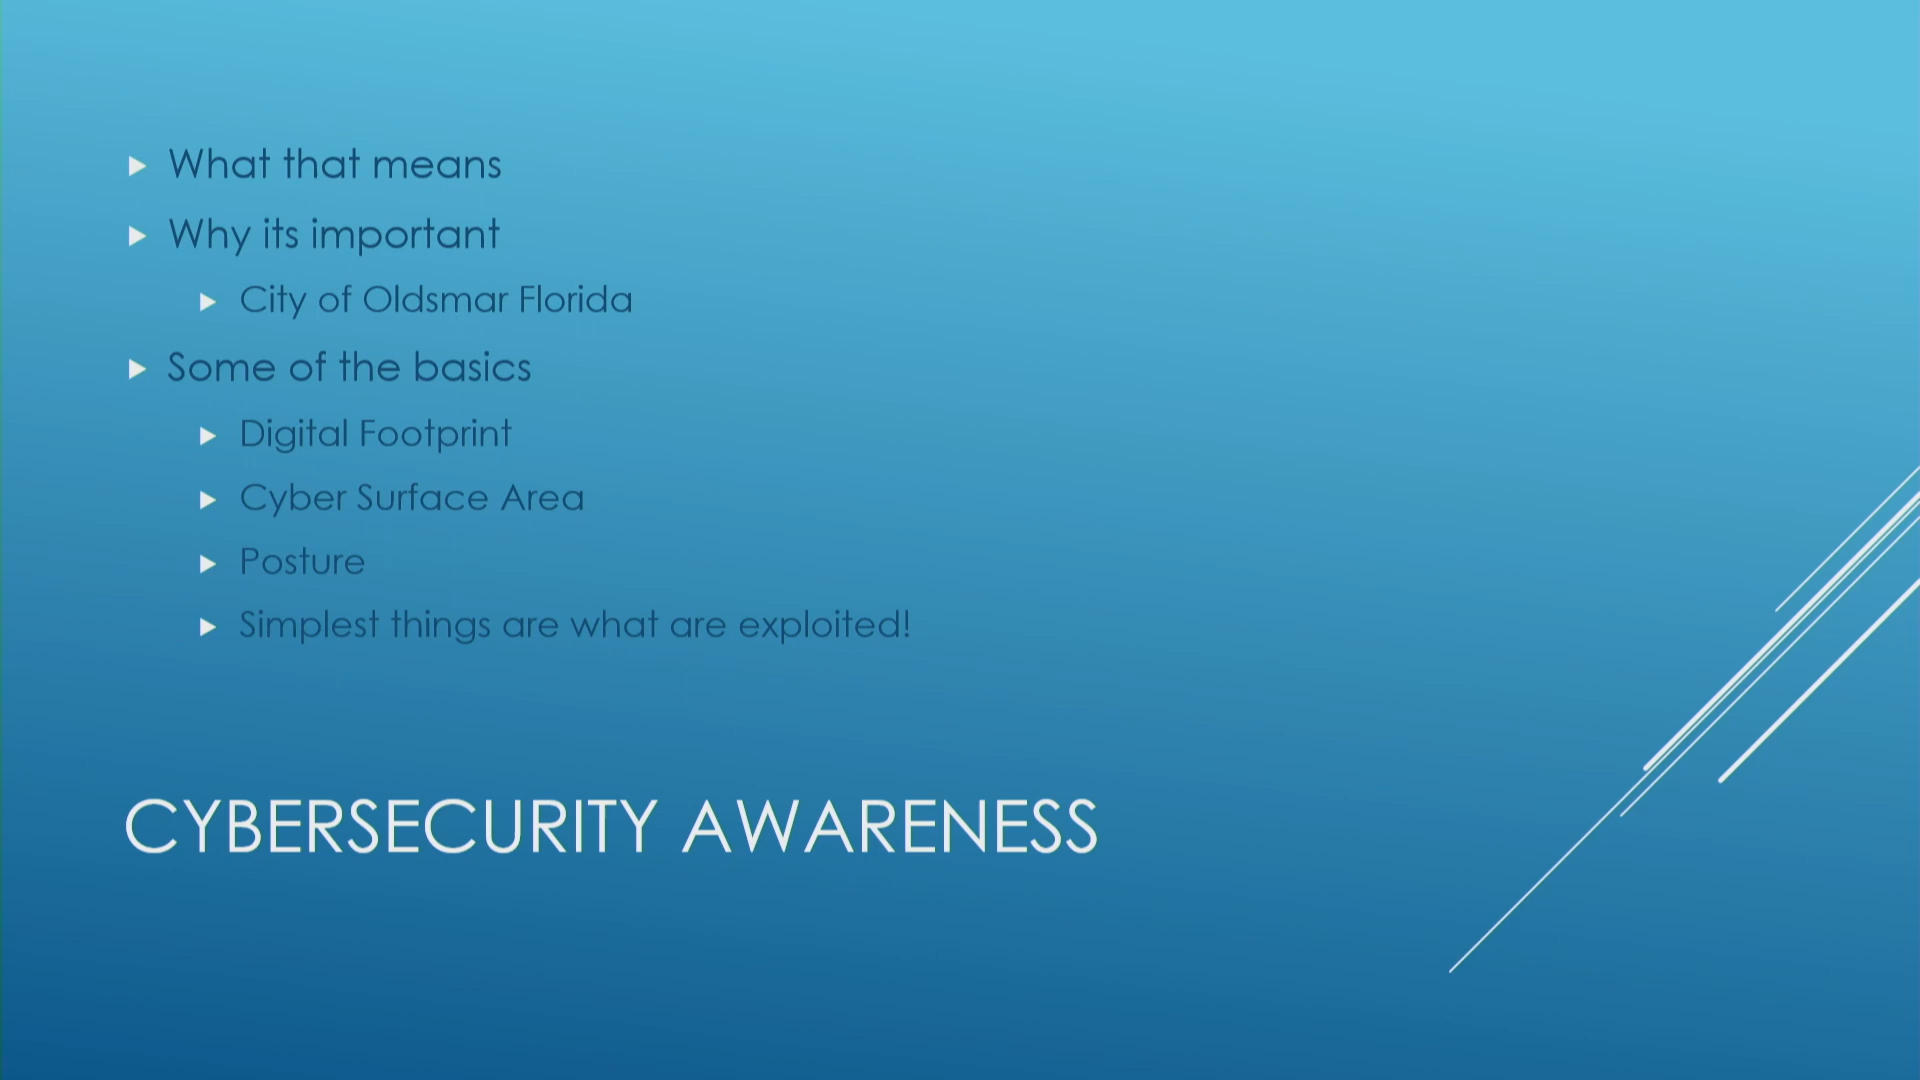 What that means
Why its important
City of Oldsmar Florida
Some of the basics
Digital Footprint
Cyber Surface Area
Posture
Simplest things are what are exploited!
CYBERSECURITY AWARENESS